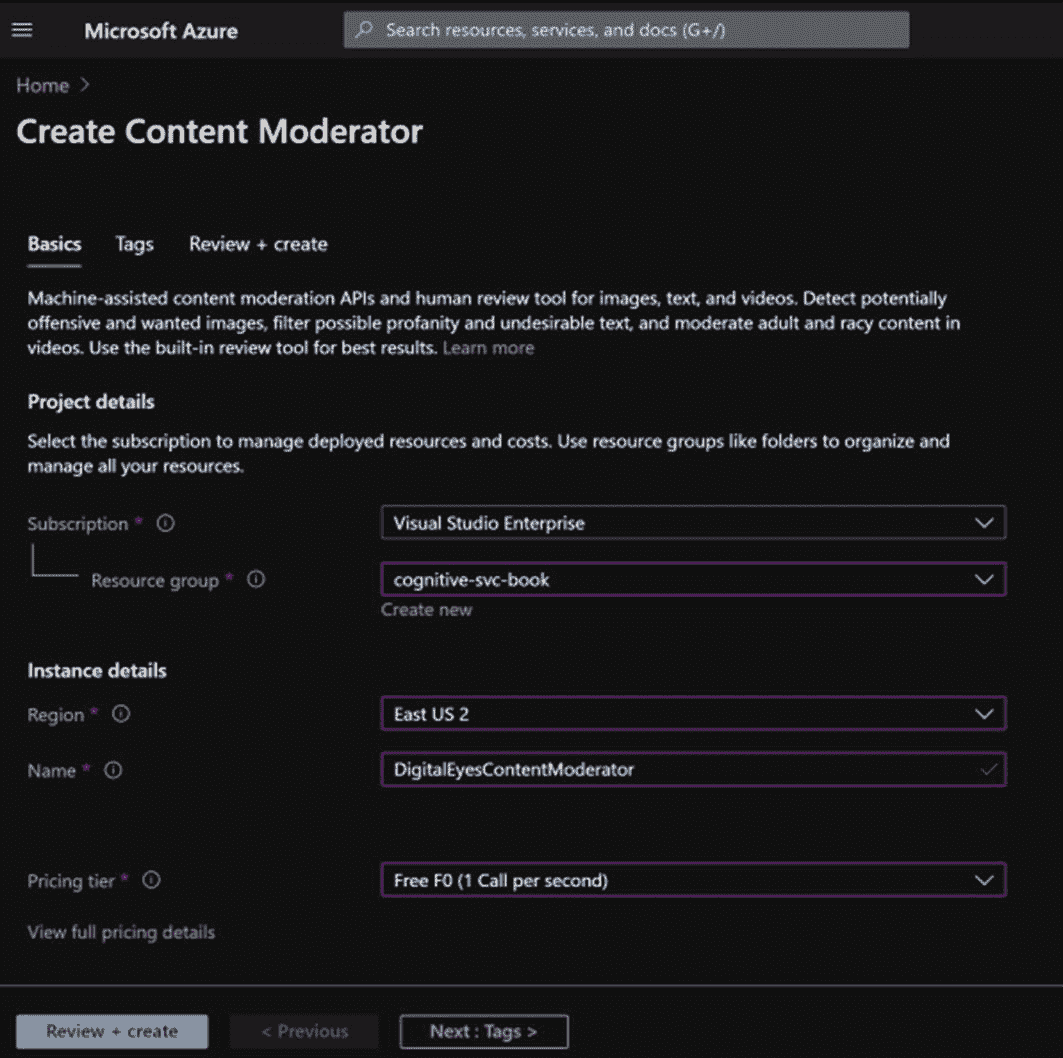 Microsoft Azure
Search resources, services, and docs (G+/)
Home >
Create Content Moderator
Basics Tags Review + create
Machine-assisted content moderation APIs and human review tool for images, text, and videos. Detect potentially
offensive and wanted images, filter possible profanity and undesirable text, and moderate adult and racy content in
videos. Use the built-in review tool for best results. Learn more
Project details
Select the subscription to manage deployed resources and costs. Use resource groups like folders to organize and
manage all your resources.
Subscription * Visual Studio Enterprise
Resource group * cognitive-svc-book
Create new
Instance details
Region * East US 2
Name * DigitalEyesContentModerator
Pricing tier * Free F0 (1 Call per second)
View full pricing details
Review + create < Previous Next : Tags >